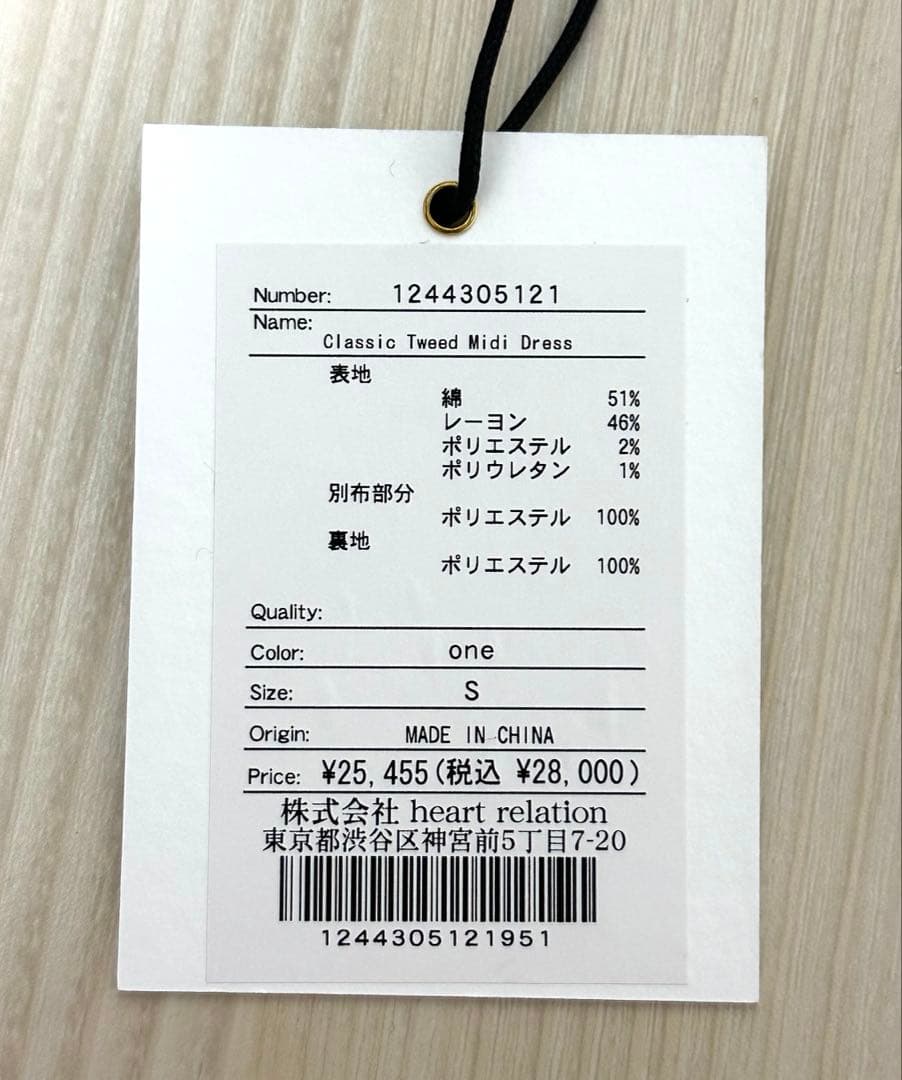 Number: 1244305121
Name:
Classic Tweed Midi Dress
表地
綿 51%
レーヨン 46%
ポリエステル 2%
ポリウレタン 1%
別布部分
ポリエステル 100%
裏地
ポリエステル 100%
Quality:
Color: one
Size: S
Origin: MADE IN CHINA
Price: ¥25,455(税込 ¥28,000)
株式会社 heart relation
東京都渋谷区神宮前5丁目7-20
1244305121951